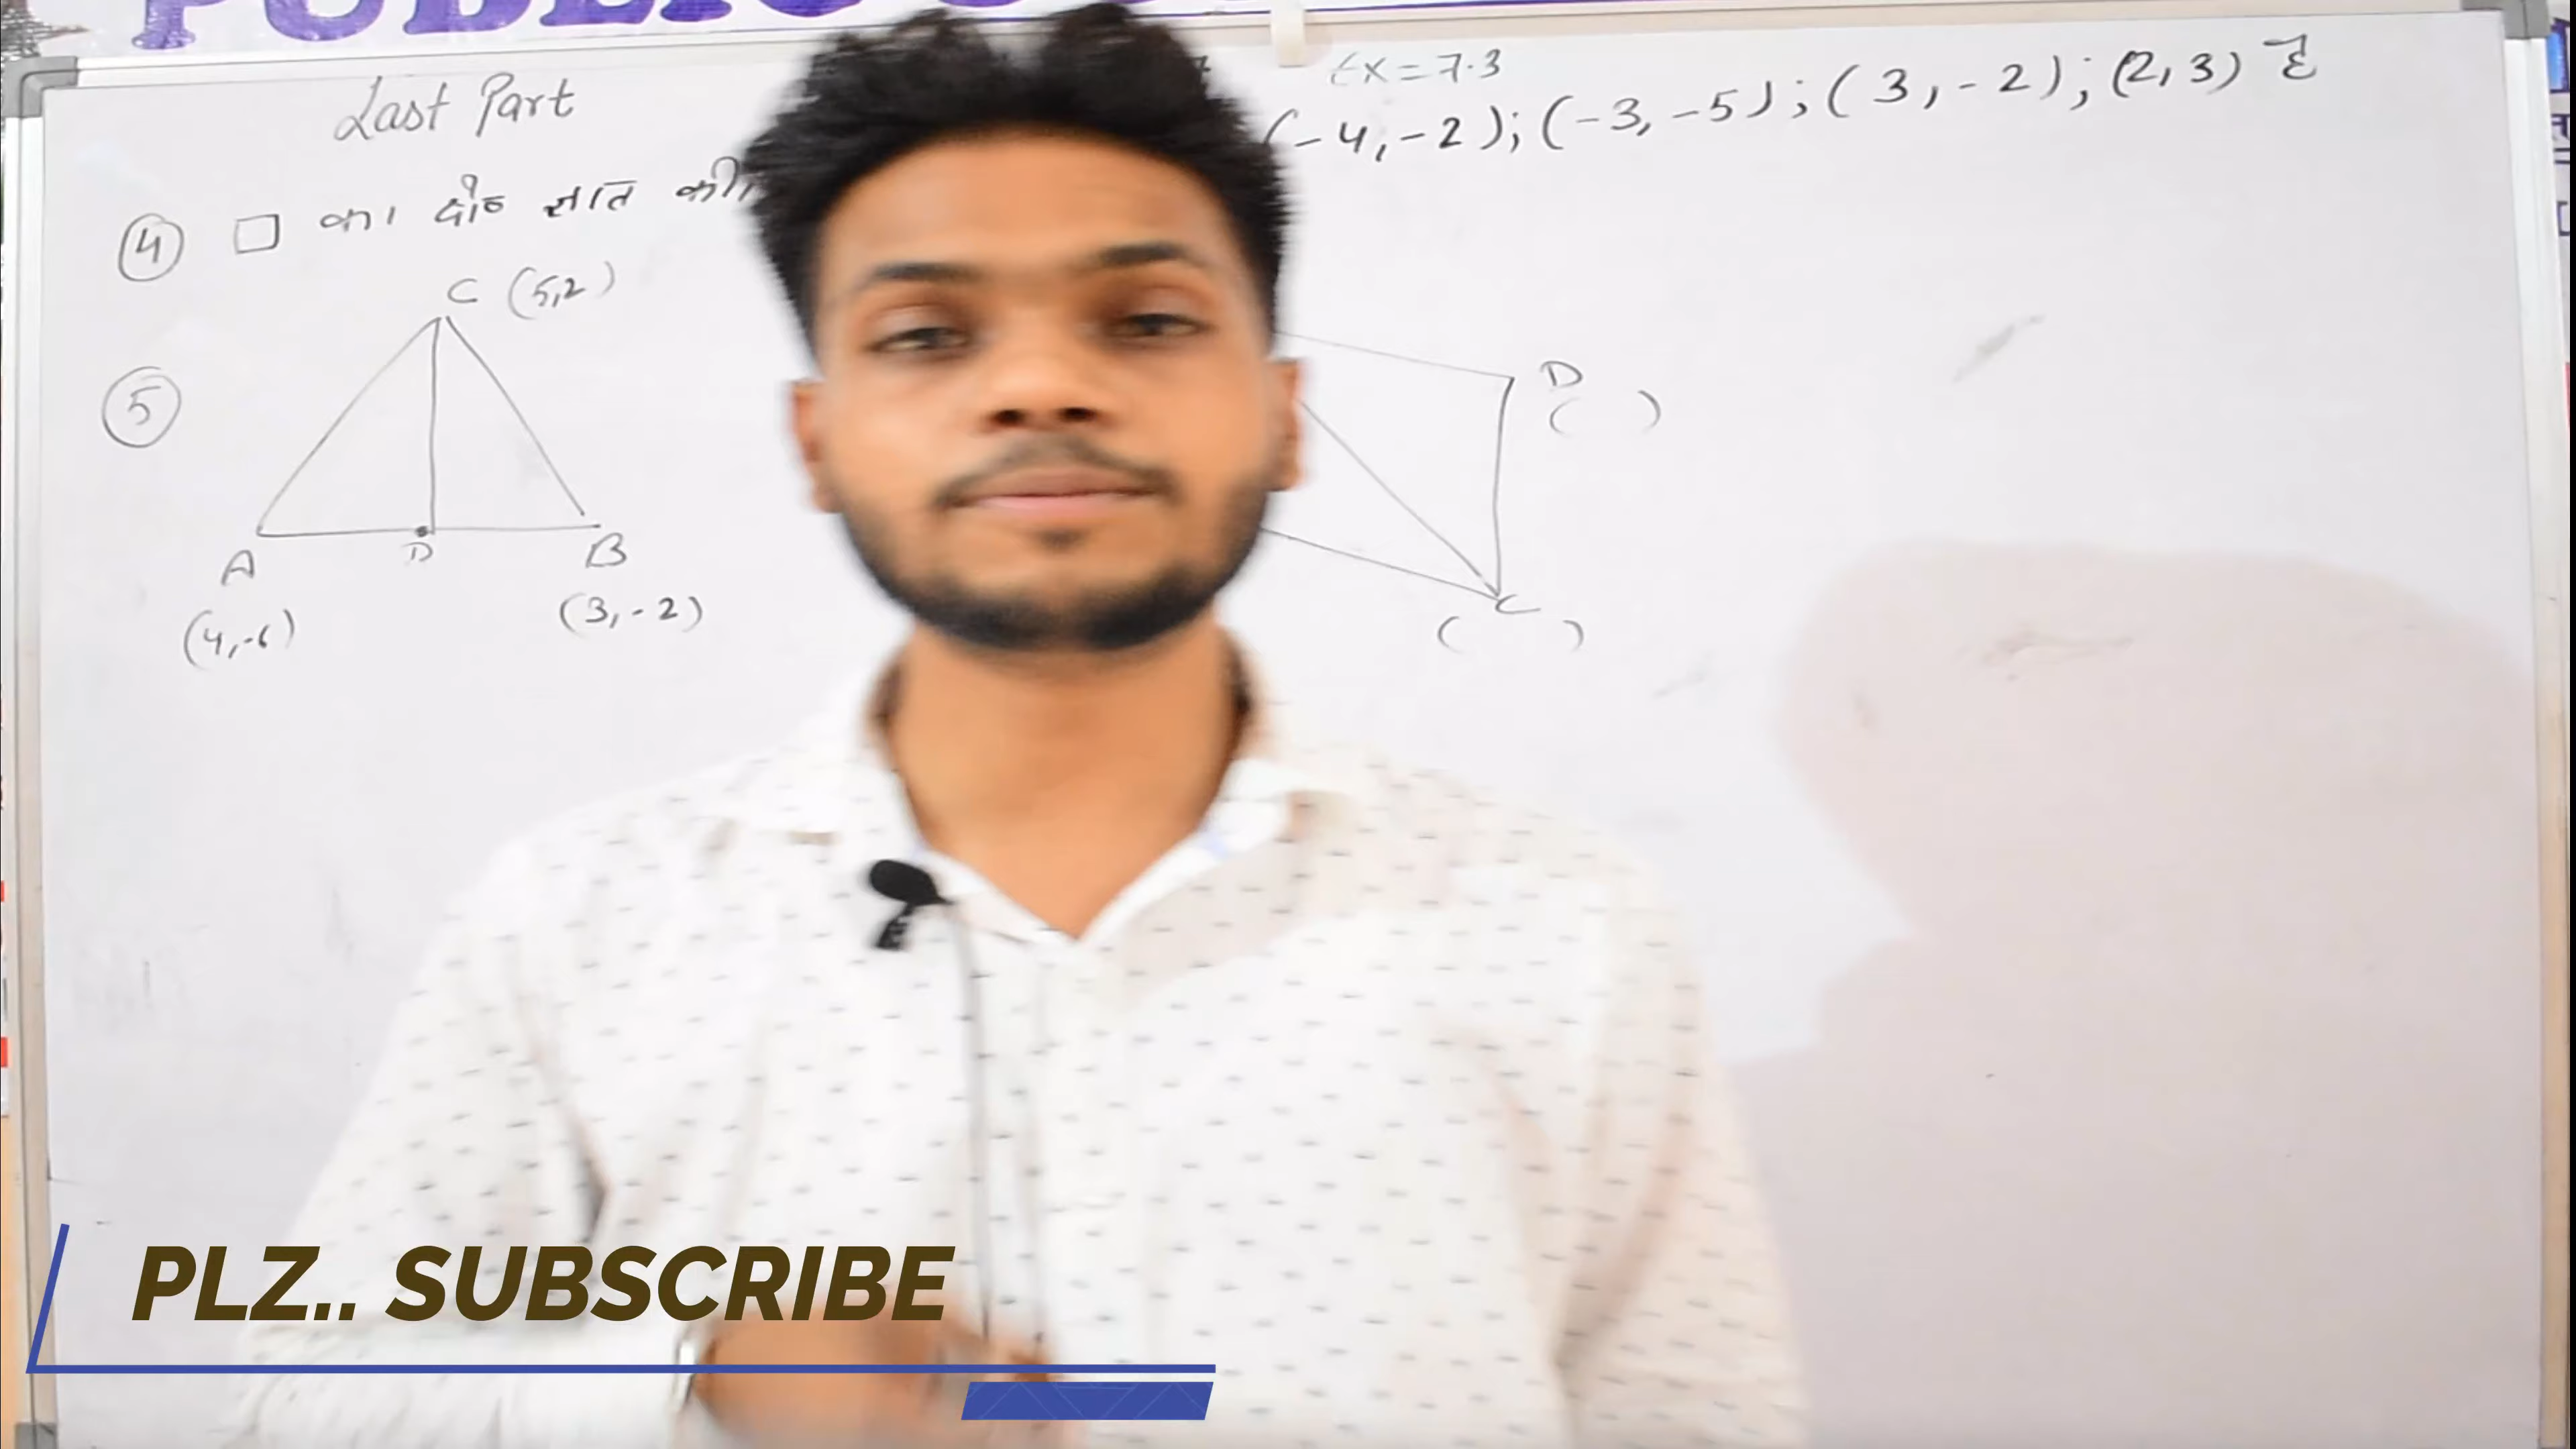 Last Part
Ex = 7.3
(-4, -2); (-3, -5); (3, -2); (2, 3) है
4 □ का
C (5,2)
5
D
( )
A
D
B
(4, -6)
(3, -2)
C
( )
PLZ.. SUBSCRIBE